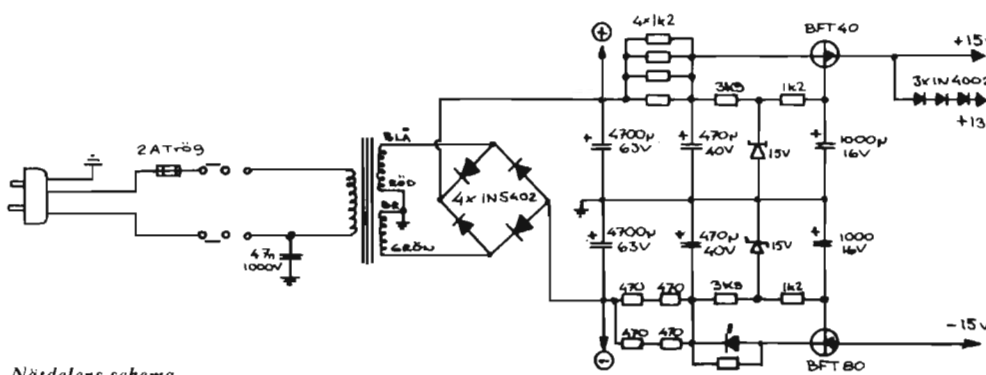 4x1k2
BFT40
+15v
3x1N4002
+13
3k9
1k2
2ATrög
BLÅ
RÖD
BR
GRÖN
4x1N5402
4700µ
63V
470µ
40V
15V
1000µ
16V
47n
1000V
4700µ
63V
470µ
40V
15V
1000
16V
470
470
3k9
1k2
470
470
-15v
BFT80
Nätdelens schema